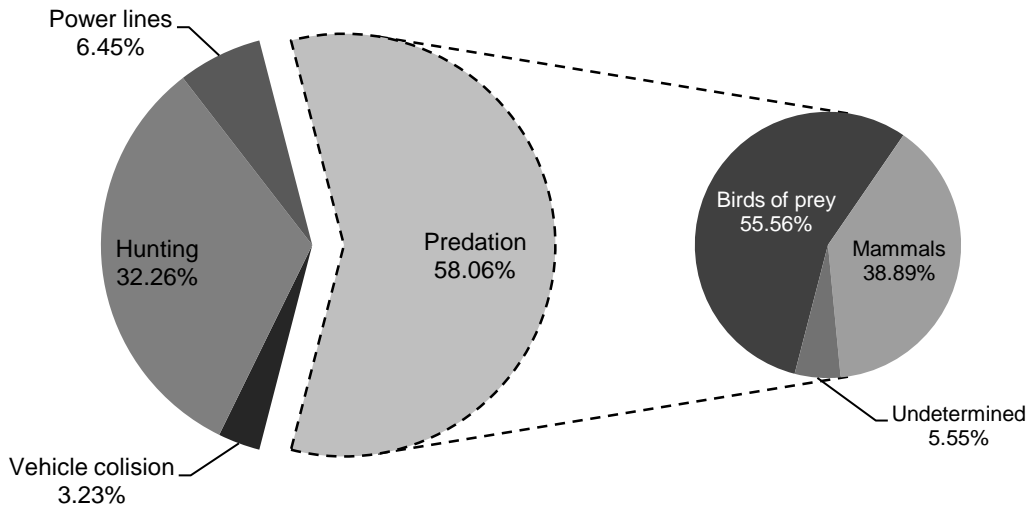 Power lines
6.45%
Hunting
32.26%
Predation
58.06%
Vehicle colision
3.23%
Birds of prey
55.56%
Mammals
38.89%
Undetermined
5.55%